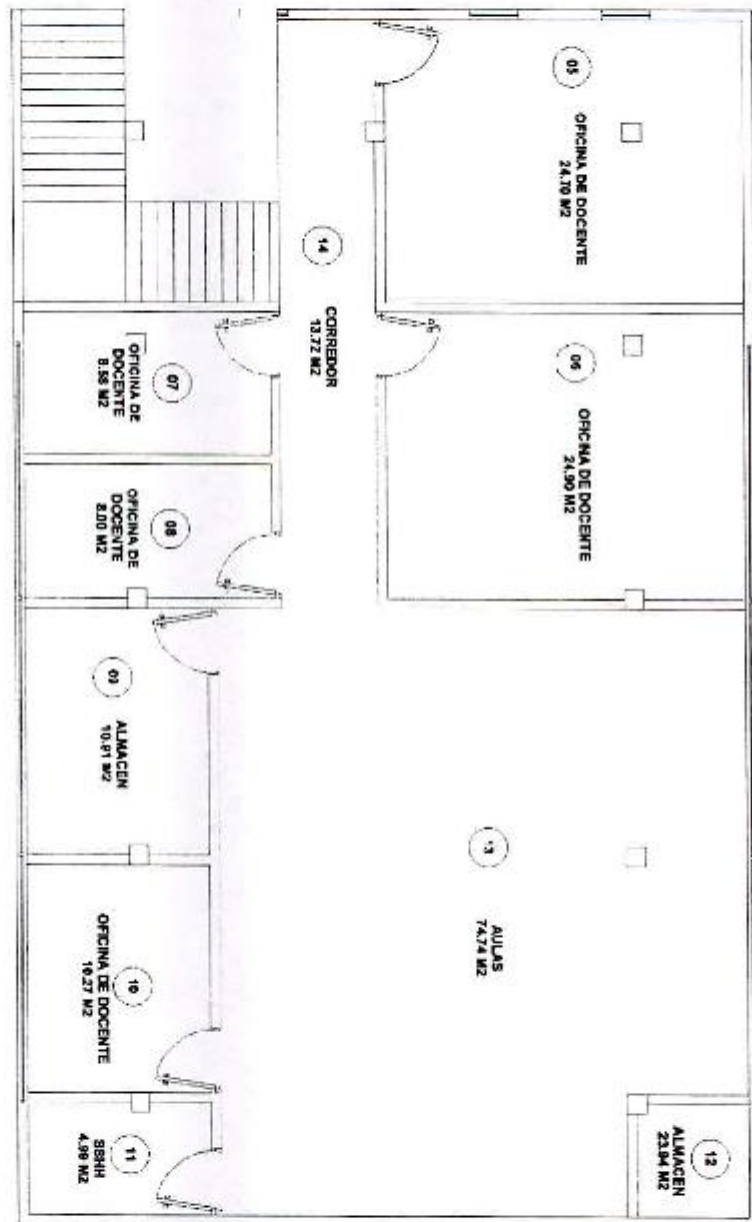 05
OFICINA DE DOCENTE
24.70 M2
14
CORREDOR
13.72 M2
06
OFICINA DE DOCENTE
24.90 M2
07
OFICINA DE
DOCENTE
8.58 M2
08
OFICINA DE
DOCENTE
8.00 M2
09
ALMACEN
10.91 M2
13
AULAS
74.74 M2
10
OFICINA DE DOCENTE
10.27 M2
11
SSHH
4.99 M2
12
ALMACEN
23.94 M2